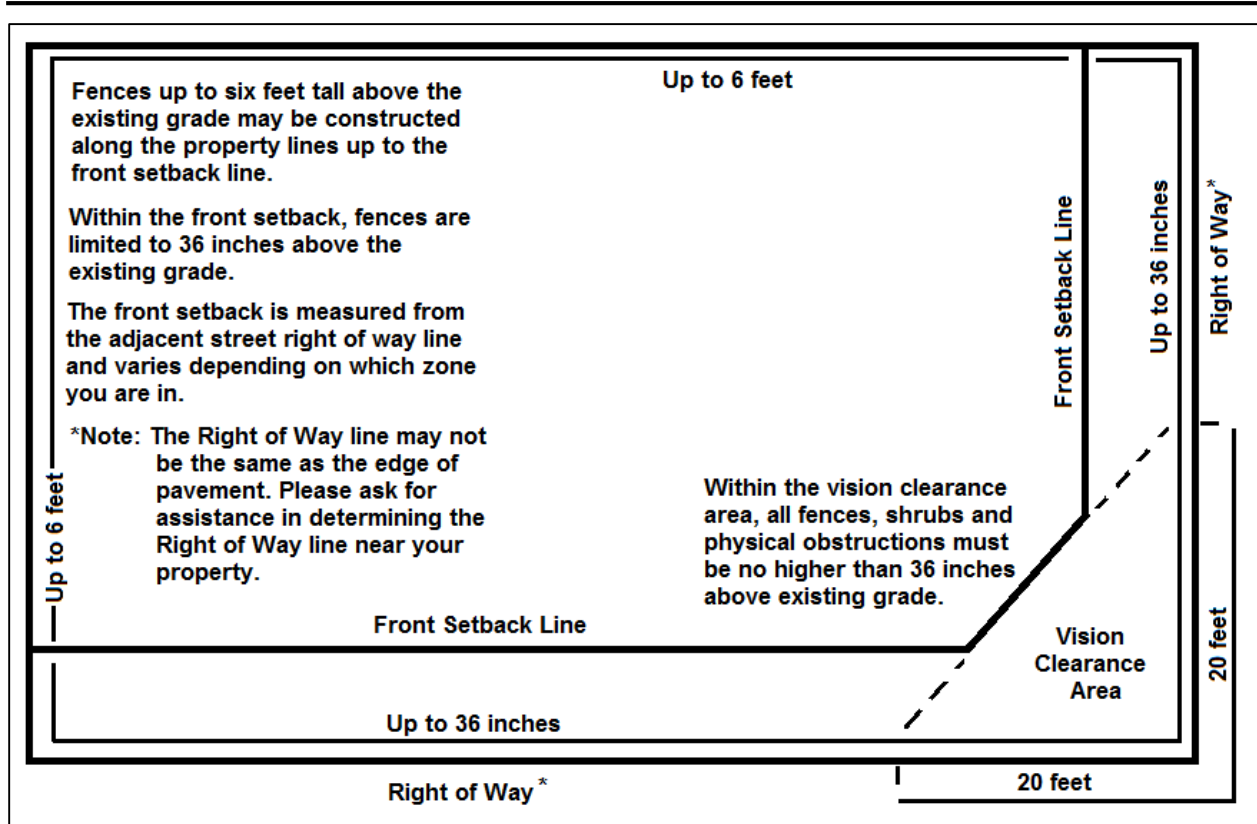 Fences up to six feet tall above the
existing grade may be constructed
along the property lines up to the
front setback line.
Within the front setback, fences are
limited to 36 inches above the
existing grade.
The front setback is measured from
the adjacent street right of way line
and varies depending on which zone
you are in.
*Note: The Right of Way line may not
be the same as the edge of
pavement. Please ask for
assistance in determining the
Right of Way line near your
property.
Up to 6 feet
Up to 6 feet
Front Setback Line
Up to 36 inches
Right of Way*
Within the vision clearance
area, all fences, shrubs and
physical obstructions must
be no higher than 36 inches
above existing grade.
Front Setback Line
Vision
Clearance
Area
20 feet
Up to 36 inches
Right of Way*
20 feet